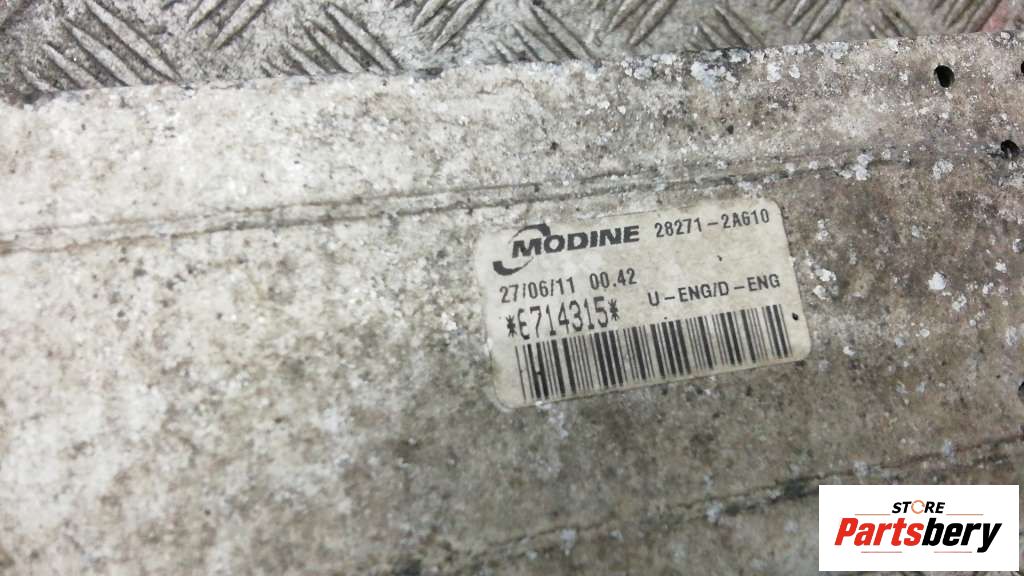 MODINE 28271-2A610
27/06/11 00.42
U-ENG/D-ENG
*E714315*
H
STORE
Partsbery